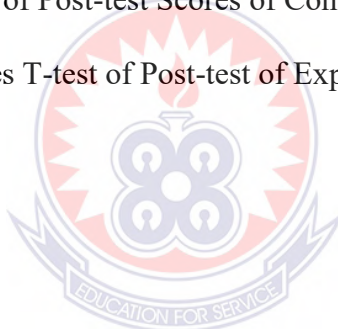 of Post-test Scores of Con
es T-test of Post-test of Exp
EDUCATION FOR SERVICE